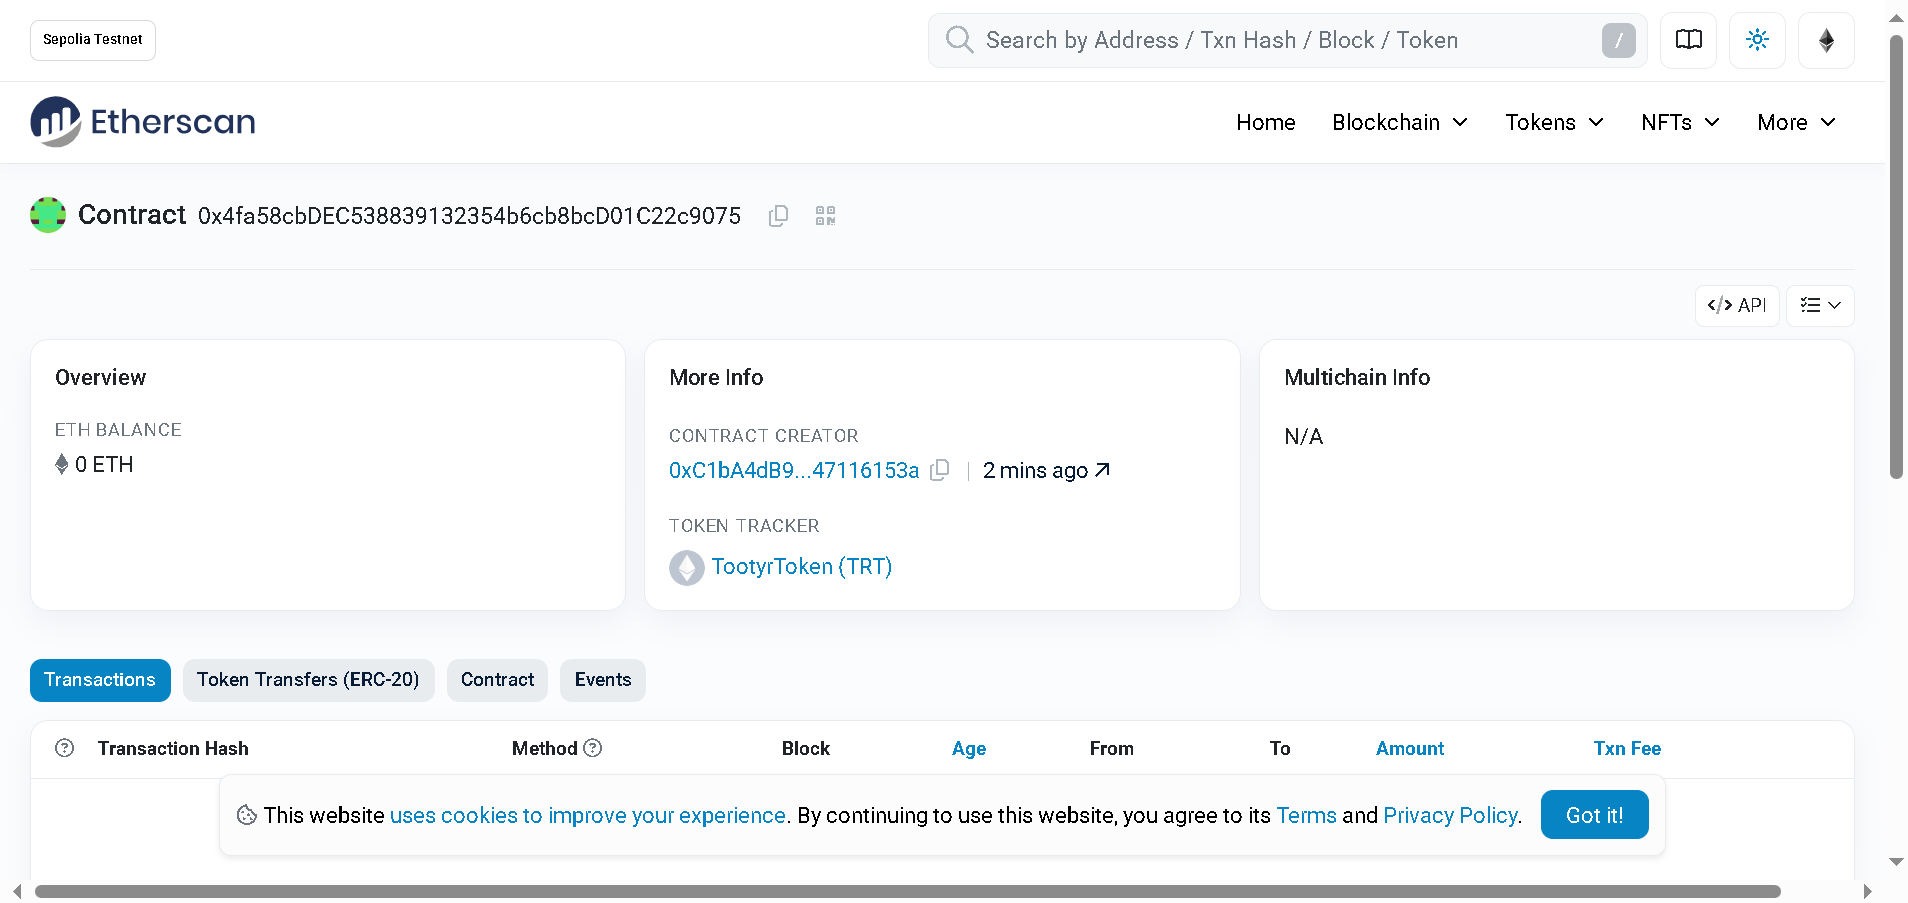 Sepolia Testnet
Search by Address / Txn Hash / Block / Token
/
Etherscan
Home
Blockchain
Tokens
NFTs
More
Contract 0x4fa58cbDEC538839132354b6cb8bcD01C22c9075
</> API
Overview
ETH BALANCE
0 ETH
More Info
CONTRACT CREATOR
0xC1bA4dB9...47116153a | 2 mins ago
TOKEN TRACKER
TootyrToken (TRT)
Multichain Info
N/A
Transactions
Token Transfers (ERC-20)
Contract
Events
Transaction Hash
Method
Block
Age
From
To
Amount
Txn Fee
This website uses cookies to improve your experience. By continuing to use this website, you agree to its Terms and Privacy Policy.
Got it!